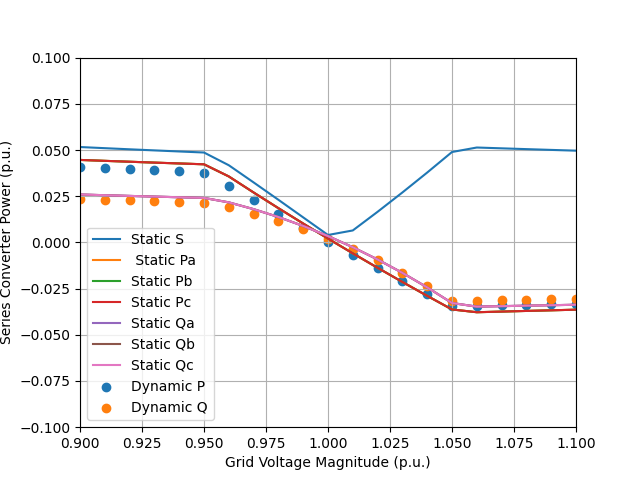 0.100
0.075
0.050
0.025
0.000
−0.025
−0.050
−0.075
−0.100
Series Converter Power (p.u.)
Static S
Static Pa
Static Pb
Static Pc
Static Qa
Static Qb
Static Qc
Dynamic P
Dynamic Q
0.900 0.925 0.950 0.975 1.000 1.025 1.050 1.075 1.100
Grid Voltage Magnitude (p.u.)